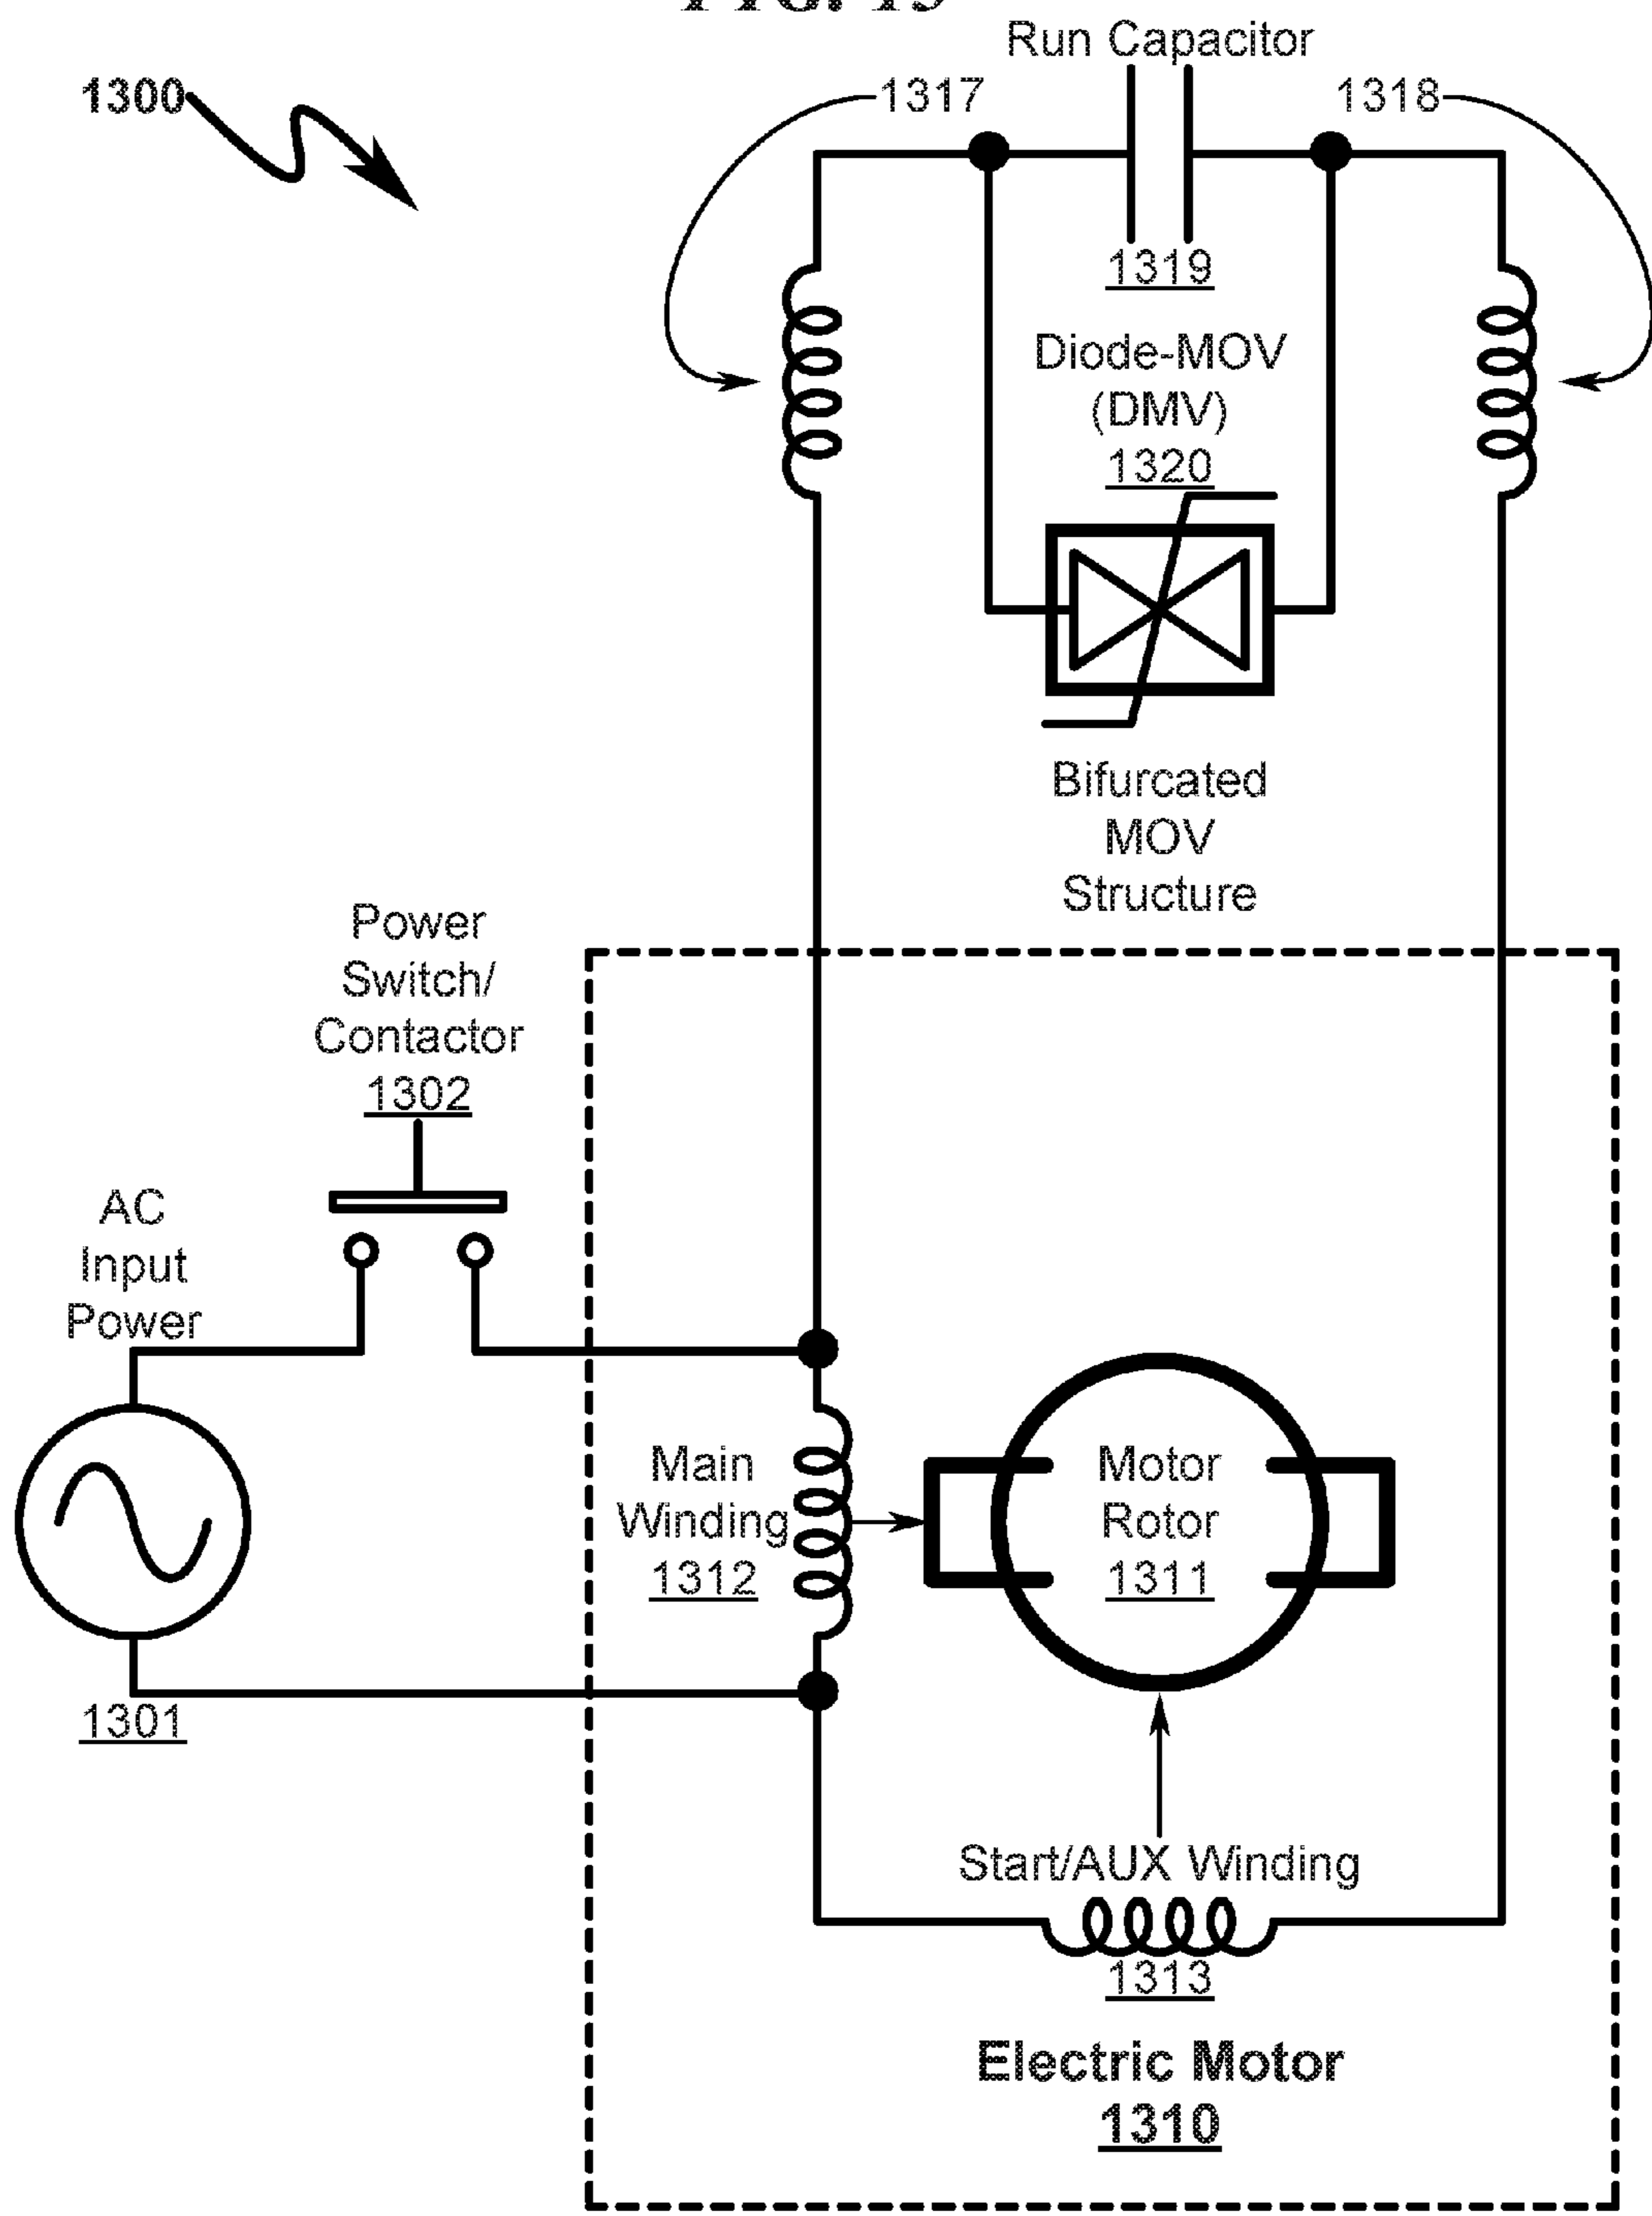 Run Capacitor
1300
1317
1318
1319
Diode-MOV
(DMV)
1320
Bifurcated
MOV
Structure
Power
Switch/
Contactor
1302
AC
Input
Power
Main
Winding
1312
Motor
Rotor
1311
1301
Start/AUX Winding
1313
Electric Motor
1310